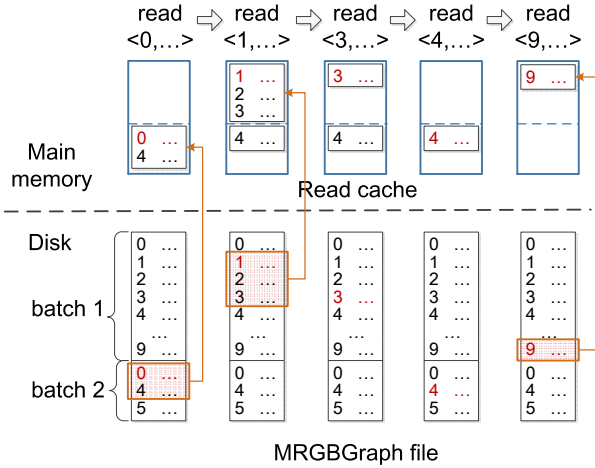 read read read read read
<0,…> <1,…> <3,…> <4,…> <9,…>
1 … 3 … 9 …
2 …
3 …
0 … 4 … 4 … 4 …
4 …
Main
memory
Read cache
Disk
0 … 0 … 0 … 0 … 0 …
1 … 1 … 1 … 1 … 1 …
2 … 2 … 2 … 2 … 2 …
3 … 3 … 3 … 3 … 3 …
batch 1
4 … 4 … 4 … 4 … 4 …
… … … … …
9 … 9 … 9 … 9 … 9 …
0 … 0 … 0 … 0 … 0 …
batch 2
4 … 4 … 4 … 4 … 4 …
5 … 5 … 5 … 5 … 5 …
MRGBGraph file